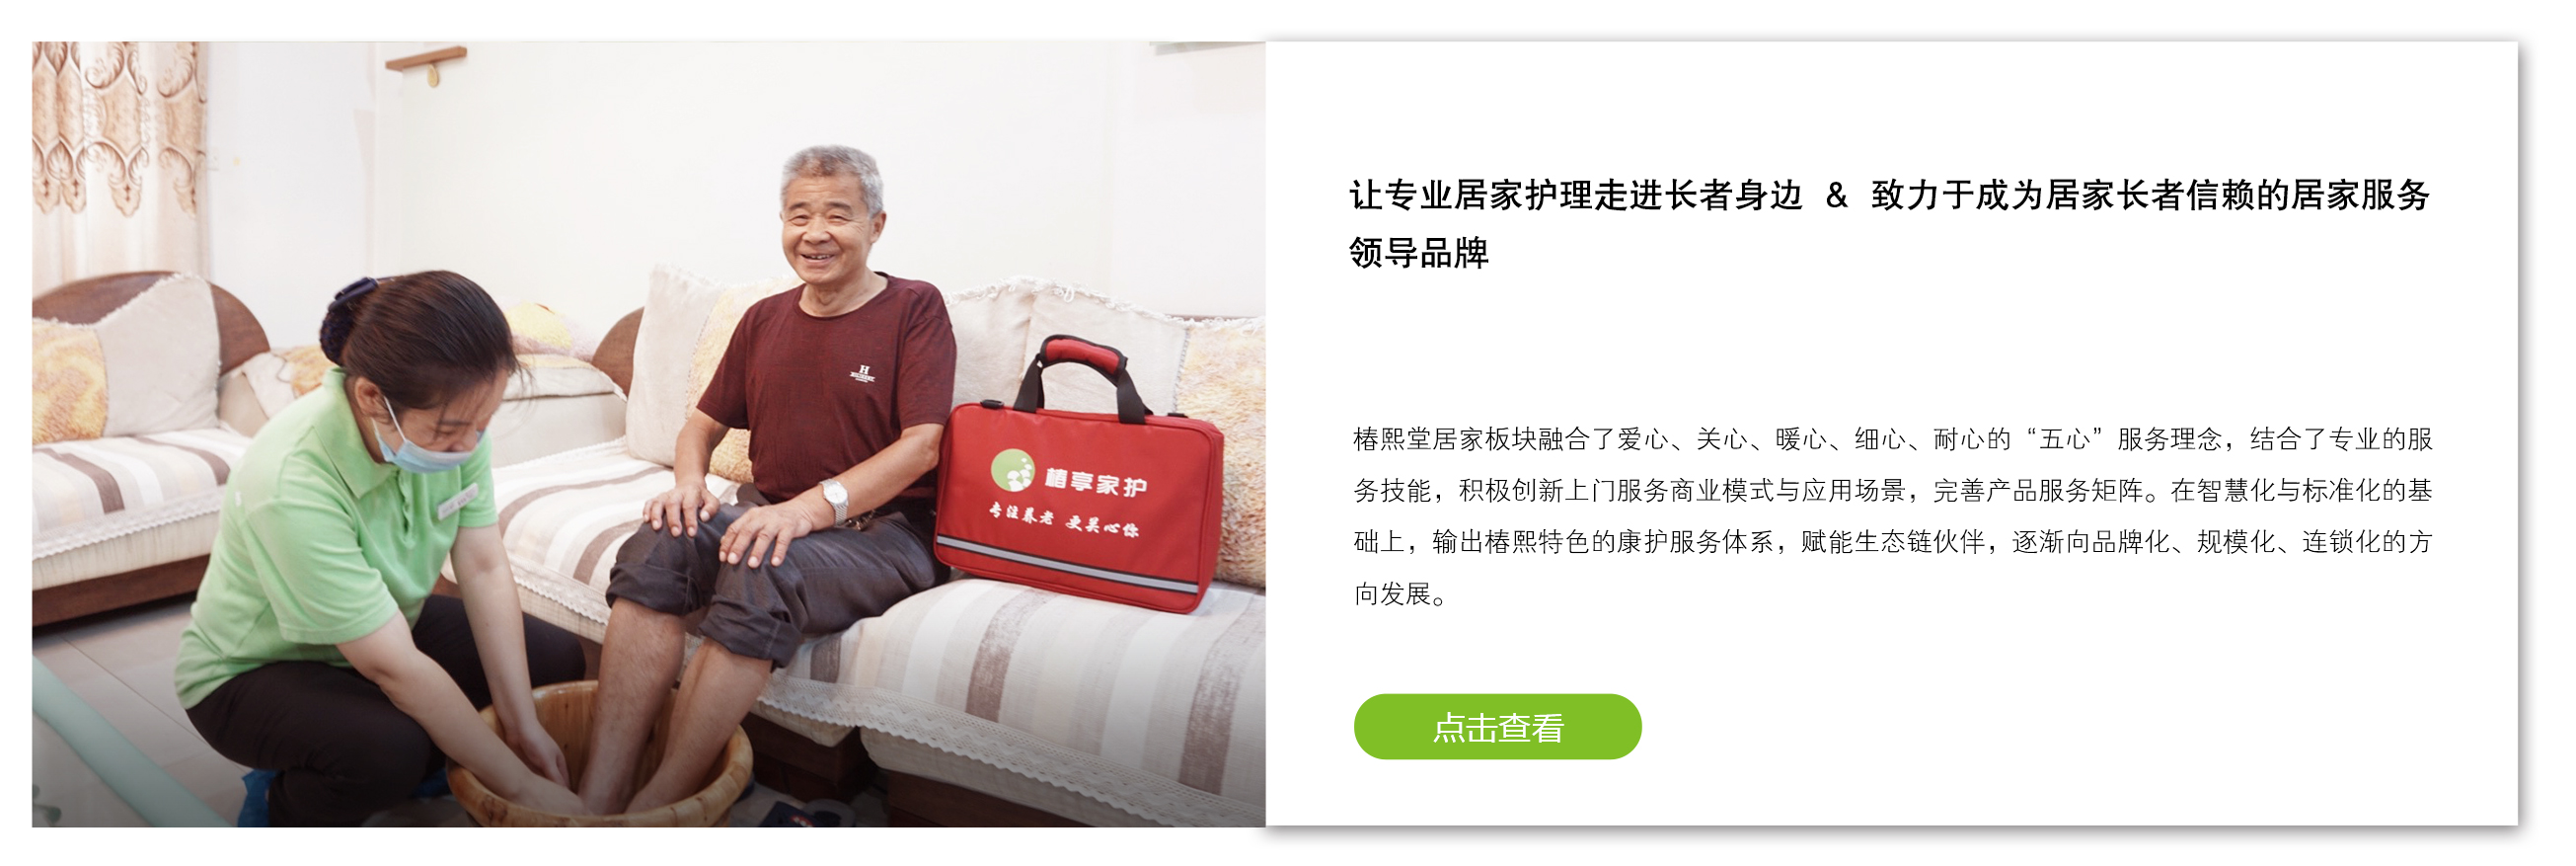 让专业居家护理走进长者身边 & 致力于成为居家长者信赖的居家服务
领导品牌
椿熙堂居家板块融合了爱心、关心、暖心、细心、耐心的“五心”服务理念，结合了专业的服
务技能，积极创新上门服务商业模式与应用场景，完善产品服务矩阵。在智慧化与标准化的基
础上，输出椿熙特色的康护服务体系，赋能生态链伙伴，逐渐向品牌化、规模化、连锁化的方
向发展。
点击查看
H
椿享家护
专注养老 更关心你